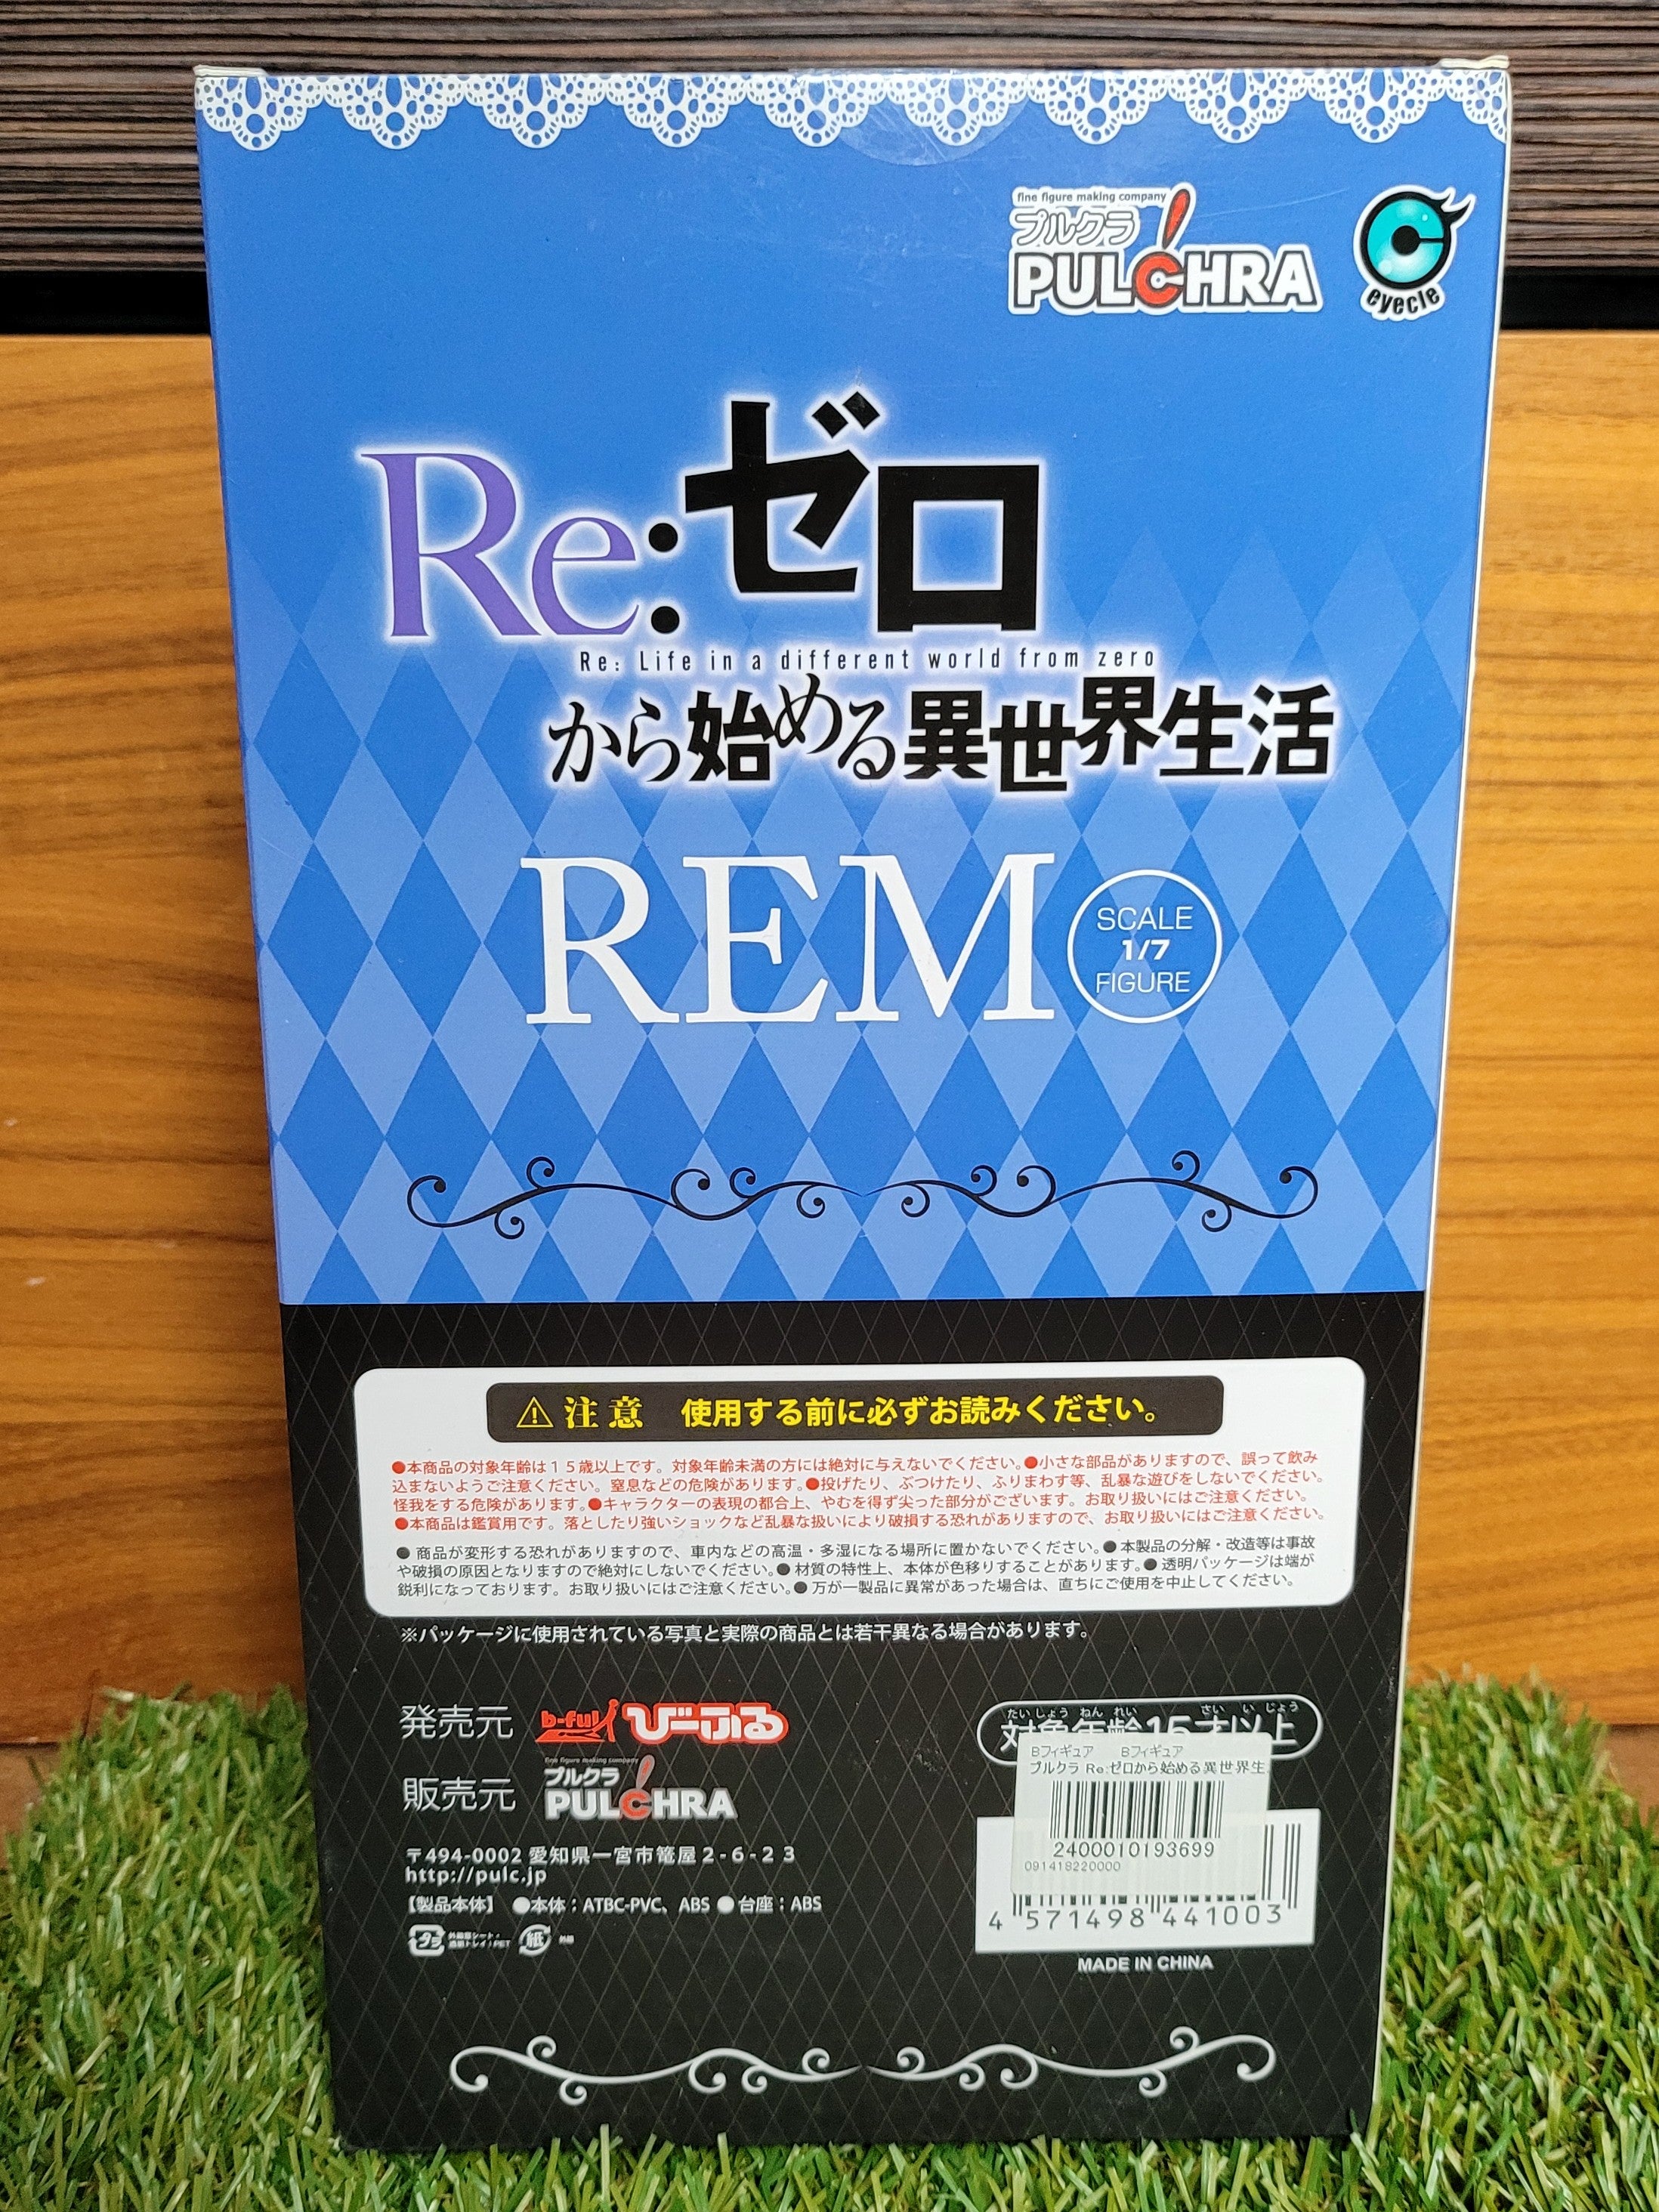 fine figure making company
プルクラ
PULCHRA
eyecle
Re:ゼロ
Re: Life in a different world from zero
から始める異世界生活
REM
SCALE
1/7
FIGURE
⚠注意 使用する前に必ずお読みください。
●本商品の対象年齢は15歳以上です。対象年齢未満の方には絶対に与えないでください。●小さな部品がありますので、誤って飲み
込まないようご注意ください。窒息などの危険があります。●投げたり、ぶつけたり、ふりまわす等、乱暴な遊びをしないでください。
怪我をする危険があります。●キャラクターの表現の都合上、やむを得ず尖った部分がございます。お取り扱いにはご注意ください。
●本商品は鑑賞用です。落としたり強いショックなど乱暴な扱いにより破損する恐れがありますので、お取り扱いにはご注意ください。
● 商品が変形する恐れがありますので、車内などの高温・多湿になる場所に置かないでください。● 本製品の分解・改造等は事故
や破損の原因となりますので絶対にしないでください。● 材質の特性上、本体が色移りすることがあります。● 透明パッケージは端が
鋭利になっております。お取り扱いにはご注意ください。● 万が一製品に異常があった場合は、直ちにご使用を中止してください。
※パッケージに使用されている写真と実際の商品とは若干異なる場合があります。
発売元 b-ful びーふる
販売元 fine figure making company
プルクラ
PULCHRA
〒494-0002 愛知県一宮市篭屋2-6-23
http://pulc.jp
【製品本体】 ●本体：ATBC-PVC、ABS ●台座：ABS
プラ
紙
たいしょう ねん れい さい い じょう
対象年齢15才以上
Bフィギュア Bフィギュア
プルクラ Re:ゼロから始める異世界生
2400010193699
091418220000
4 571498 441003
MADE IN CHINA